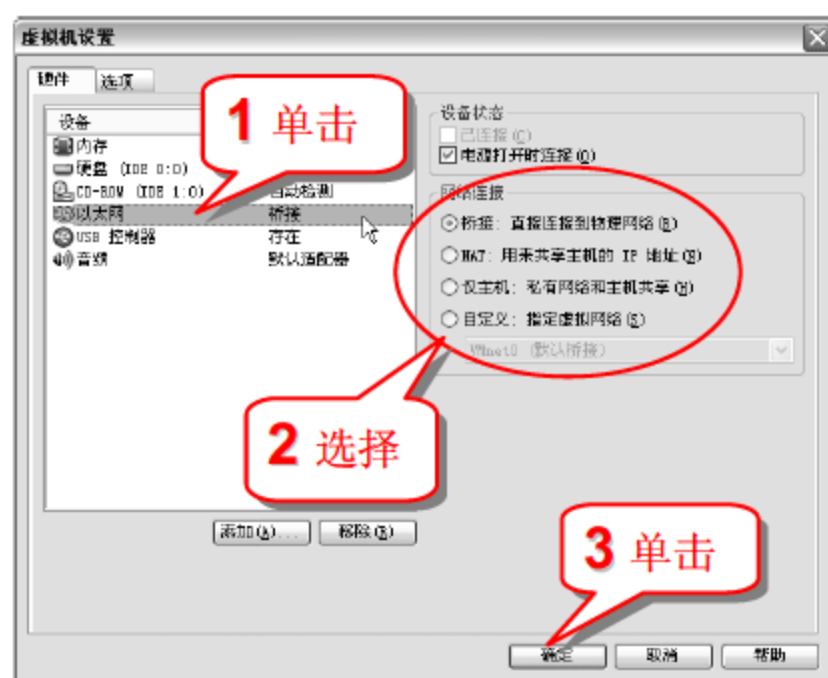 虚拟机设置
硬件 选项
设备
内存
硬盘 (IDE 0:0)
CD-ROM (IDE 1:0) 自动检测
以太网 桥接
USB 控制器 存在
音频 默认适配器
添加(A)... 移除(R)
设备状态
已连接(C)
电源打开时连接(O)
网络连接
桥接: 直接连接到物理网络(B)
NAT: 用来共享主机的 IP 地址(N)
仅主机: 私有网络和主机共享(H)
自定义: 指定虚拟网络(S)
VMnet0 (默认桥接)
1 单击
2 选择
3 单击
确定 取消 帮助